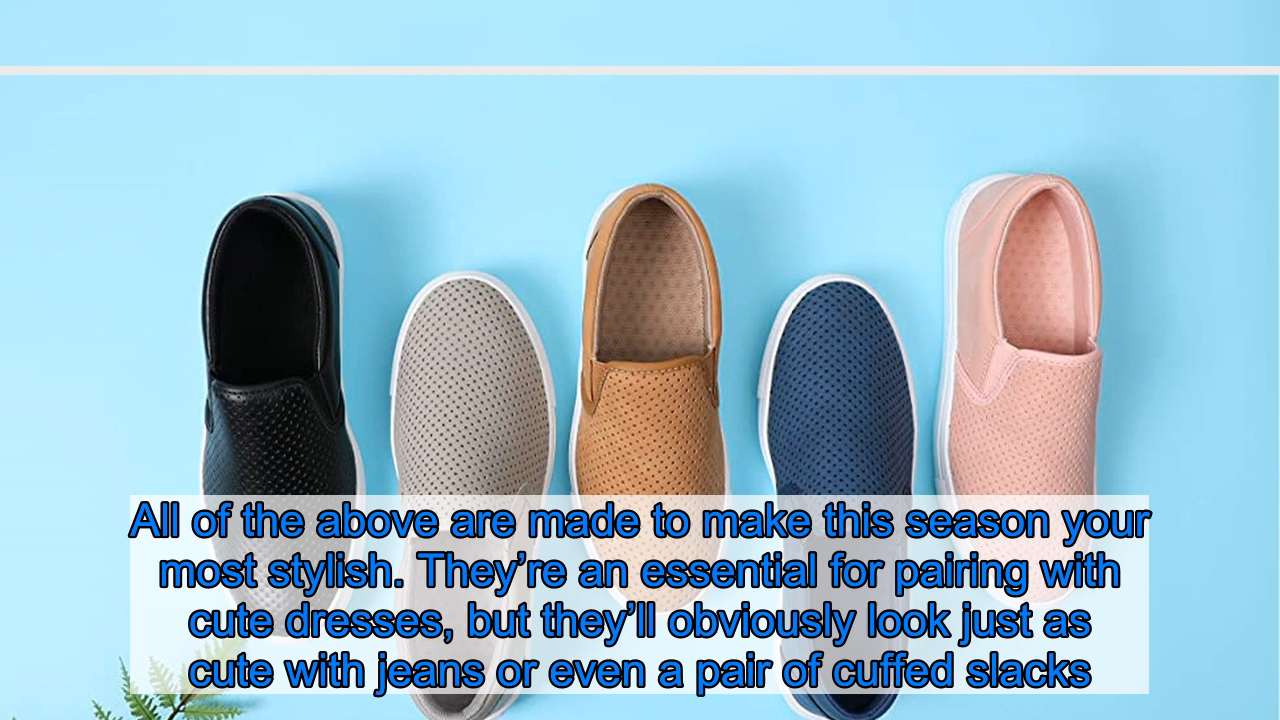 All of the above are made to make this season your
most stylish. They’re an essential for pairing with
cute dresses, but they’ll obviously look just as
cute with jeans or even a pair of cuffed slacks